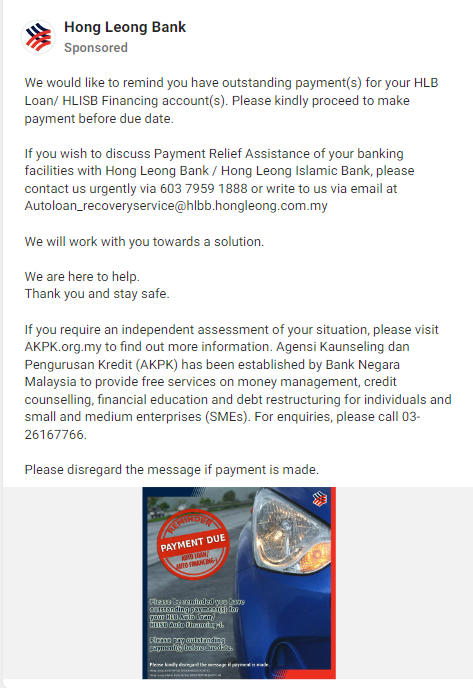 Hong Leong Bank
Sponsored
We would like to remind you have outstanding payment(s) for your HLB
Loan/ HLISB Financing account(s). Please kindly proceed to make
payment before due date.
If you wish to discuss Payment Relief Assistance of your banking
facilities with Hong Leong Bank / Hong Leong Islamic Bank, please
contact us urgently via 603 7959 1888 or write to us via email at
Autoloan_recoveryservice@hlbb.hongleong.com.my
We will work with you towards a solution.
We are here to help.
Thank you and stay safe.
If you require an independent assessment of your situation, please visit
AKPK.org.my to find out more information. Agensi Kaunseling dan
Pengurusan Kredit (AKPK) has been established by Bank Negara
Malaysia to provide free services on money management, credit
counselling, financial education and debt restructuring for individuals and
small and medium enterprises (SMEs). For enquiries, please call 03-
26167766.
Please disregard the message if payment is made.
REMINDER
PAYMENT DUE
AUTO LOAN/
AUTO FINANCING-i
Please be reminded you have
outstanding payment(s) for
your HLB Auto Loan/
HLISB Auto Financing-i.
Please pay outstanding
payment(s) before due date.
Please kindly disregard the message if payment is made.